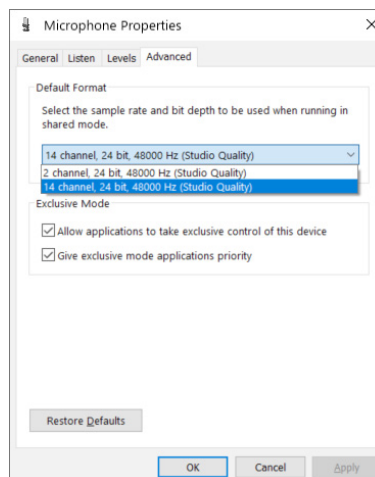 Microphone Properties
General Listen Levels Advanced
Default Format
Select the sample rate and bit depth to be used when running in
shared mode.
14 channel, 24 bit, 48000 Hz (Studio Quality)
2 channel, 24 bit, 48000 Hz (Studio Quality)
14 channel, 24 bit, 48000 Hz (Studio Quality)
Exclusive Mode
Allow applications to take exclusive control of this device
Give exclusive mode applications priority
Restore Defaults
OK Cancel Apply